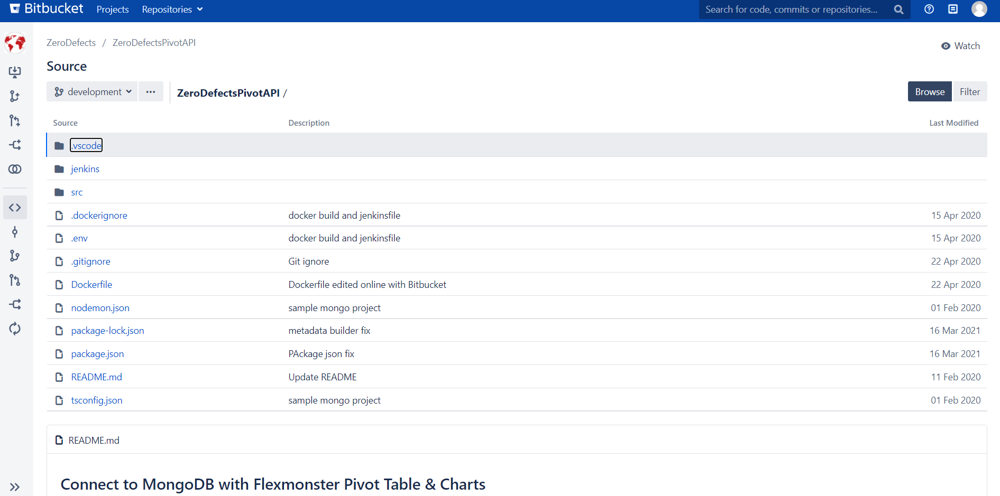 Bitbucket Projects Repositories Search for code, commits or repositories...
ZeroDefects / ZeroDefectsPivotAPI
Watch
Source
development ... ZeroDefectsPivotAPI / Browse Filter
Source Description Last Modified
.vscode
jenkins
src
.dockerignore docker build and jenkinsfile 15 Apr 2020
.env docker build and jenkinsfile 15 Apr 2020
.gitignore Git ignore 22 Apr 2020
Dockerfile Dockerfile edited online with Bitbucket 22 Apr 2020
nodemon.json sample mongo project 01 Feb 2020
package-lock.json metadata builder fix 16 Mar 2021
package.json PAckage json fix 16 Mar 2021
README.md Update README 11 Feb 2020
tsconfig.json sample mongo project 01 Feb 2020
README.md
Connect to MongoDB with Flexmonster Pivot Table & Charts